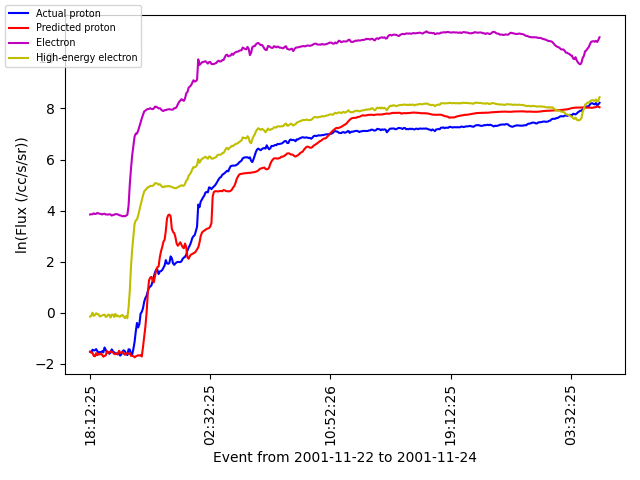 Actual proton
Predicted proton
Electron
High-energy electron
ln(Flux (/cc/s/sr))
8
6
4
2
0
−2
18:12:25
02:32:25
10:52:26
19:12:25
03:32:25
Event from 2001-11-22 to 2001-11-24